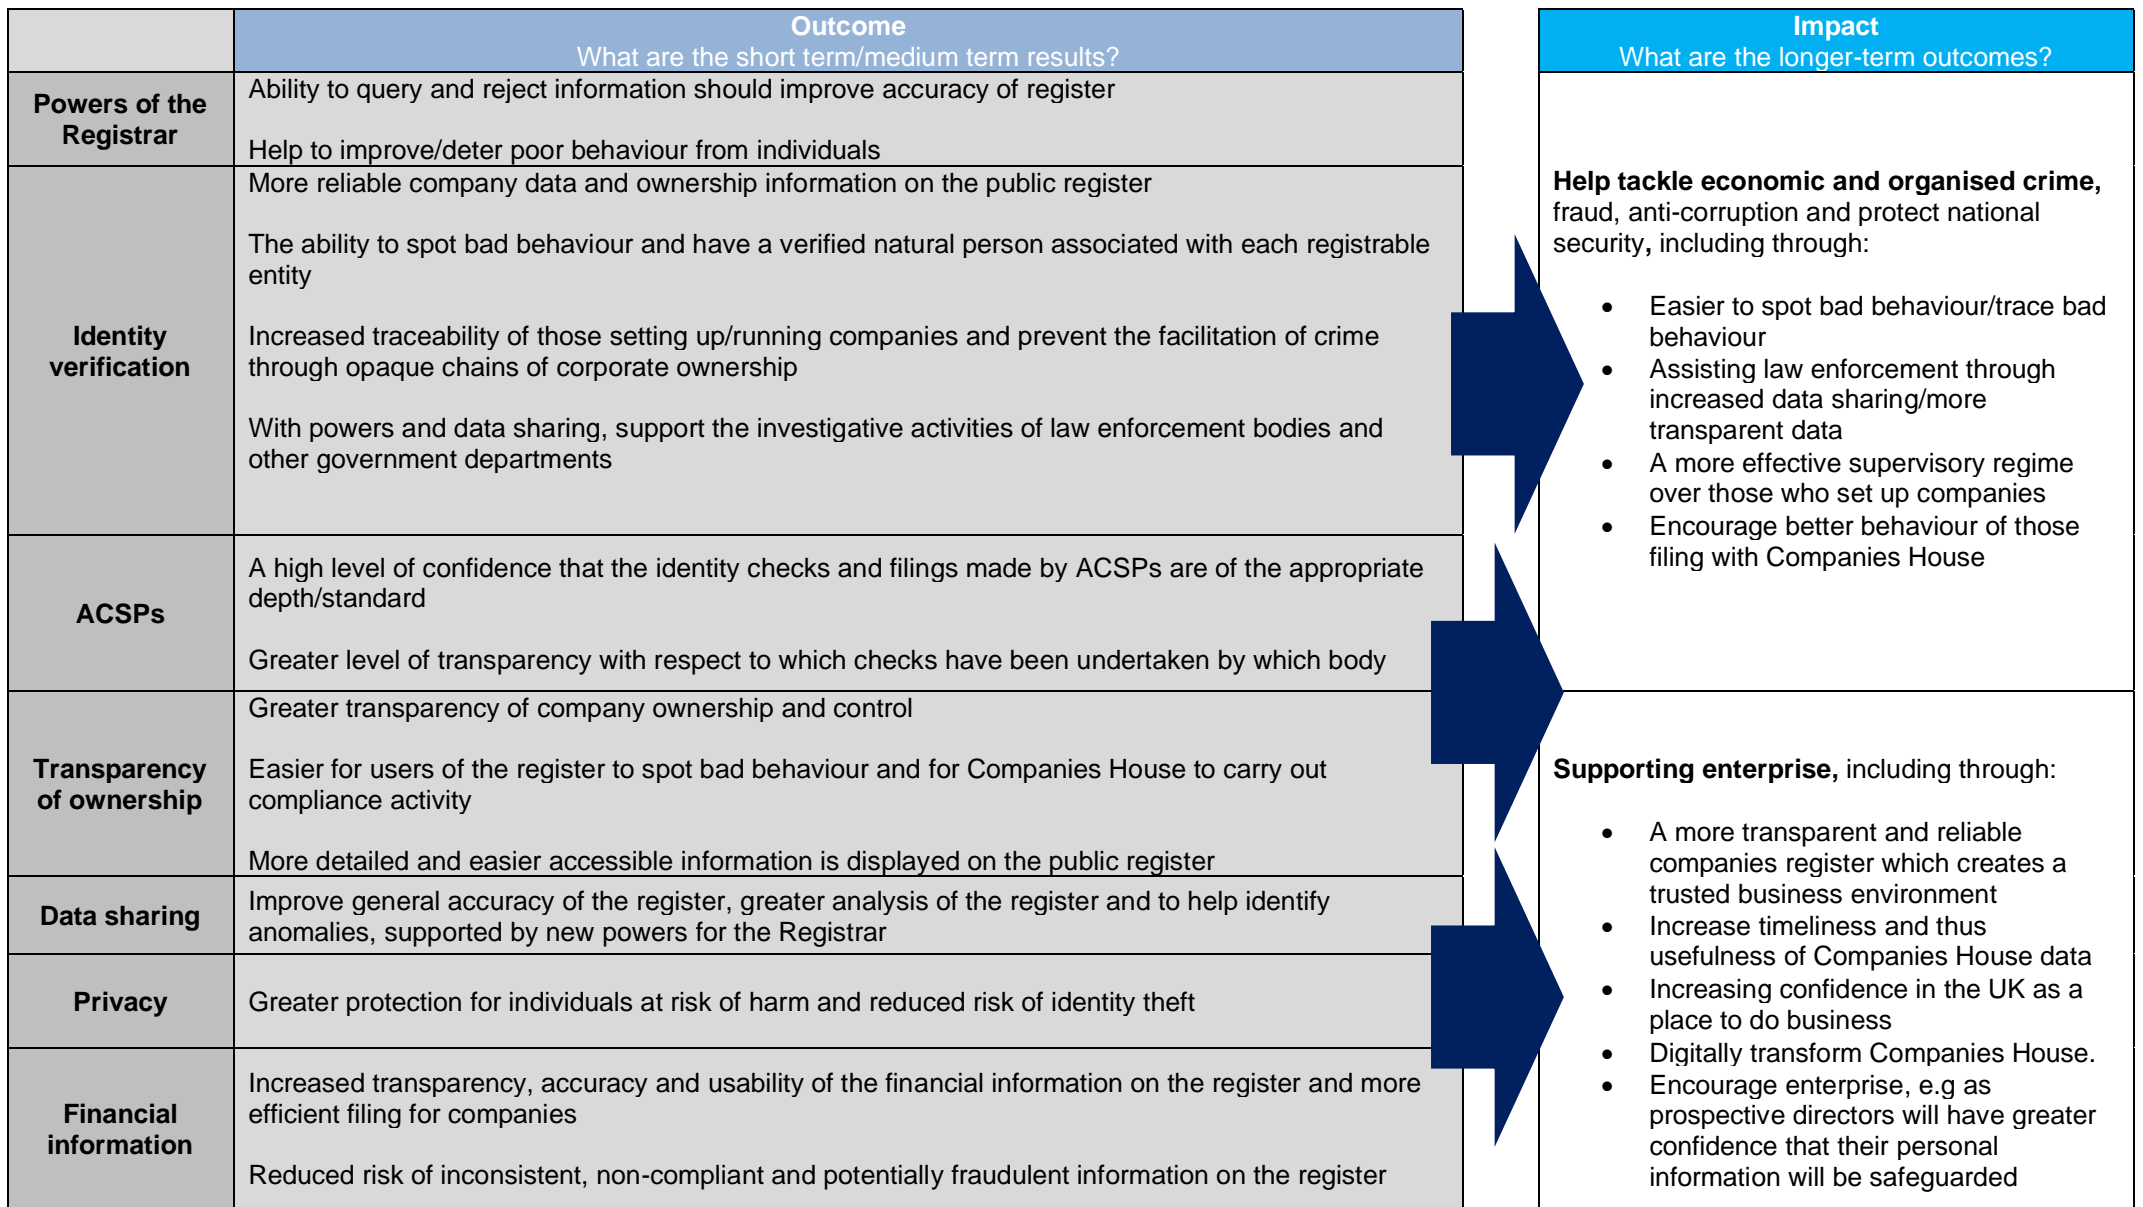 Outcome
What are the short term/medium term results?
Powers of the
Registrar
Ability to query and reject information should improve accuracy of register
Help to improve/deter poor behaviour from individuals
Identity
verification
More reliable company data and ownership information on the public register
The ability to spot bad behaviour and have a verified natural person associated with each registrable
entity
Increased traceability of those setting up/running companies and prevent the facilitation of crime
through opaque chains of corporate ownership
With powers and data sharing, support the investigative activities of law enforcement bodies and
other government departments
ACSPs
A high level of confidence that the identity checks and filings made by ACSPs are of the appropriate
depth/standard
Greater level of transparency with respect to which checks have been undertaken by which body
Transparency
of ownership
Greater transparency of company ownership and control
Easier for users of the register to spot bad behaviour and for Companies House to carry out
compliance activity
More detailed and easier accessible information is displayed on the public register
Data sharing
Improve general accuracy of the register, greater analysis of the register and to help identify
anomalies, supported by new powers for the Registrar
Privacy
Greater protection for individuals at risk of harm and reduced risk of identity theft
Financial
information
Increased transparency, accuracy and usability of the financial information on the register and more
efficient filing for companies
Reduced risk of inconsistent, non-compliant and potentially fraudulent information on the register
Impact
What are the longer-term outcomes?
Help tackle economic and organised crime,
fraud, anti-corruption and protect national
security, including through:
• Easier to spot bad behaviour/trace bad
behaviour
• Assisting law enforcement through
increased data sharing/more
transparent data
• A more effective supervisory regime
over those who set up companies
• Encourage better behaviour of those
filing with Companies House
Supporting enterprise, including through:
• A more transparent and reliable
companies register which creates a
trusted business environment
• Increase timeliness and thus
usefulness of Companies House data
• Increasing confidence in the UK as a
place to do business
• Digitally transform Companies House.
• Encourage enterprise, e.g as
prospective directors will have greater
confidence that their personal
information will be safeguarded